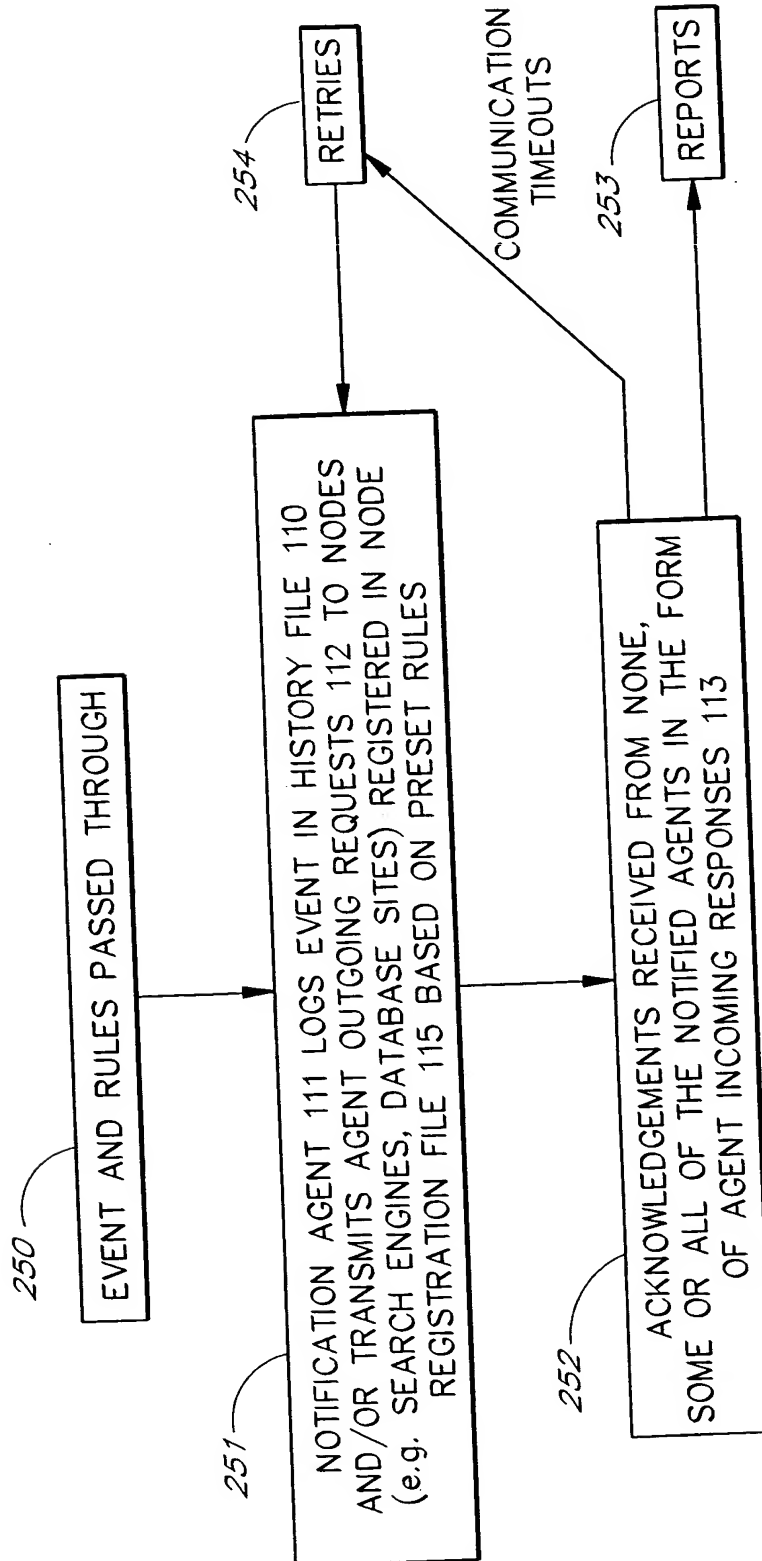 250
EVENT AND RULES PASSED THROUGH
251
NOTIFICATION AGENT 111 LOGS EVENT IN HISTORY FILE 110
AND/OR TRANSMITS AGENT OUTGOING REQUESTS 112 TO NODES
(e.g. SEARCH ENGINES, DATABASE SITES) REGISTERED IN NODE
REGISTRATION FILE 115 BASED ON PRESET RULES
254
RETRIES
252
ACKNOWLEDGEMENTS RECEIVED FROM NONE,
SOME OR ALL OF THE NOTIFIED AGENTS IN THE FORM
OF AGENT INCOMING RESPONSES 113
COMMUNICATION
TIMEOUTS
253
REPORTS